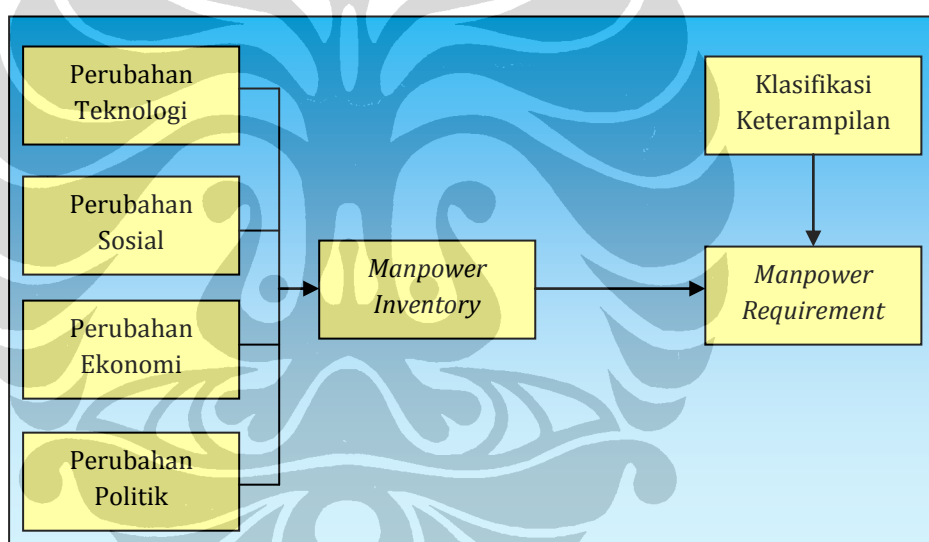 Perubahan
Teknologi
Perubahan
Sosial
Perubahan
Ekonomi
Perubahan
Politik
Manpower
Inventory
Klasifikasi
Keterampilan
Manpower
Requirement